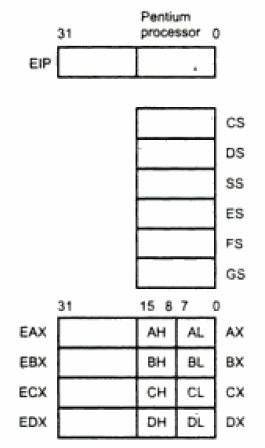 Pentium
31 processor 0
EIP
CS
DS
SS
ES
FS
GS
31 15 8 7 0
EAX AH AL AX
EBX BH BL BX
ECX CH CL CX
EDX DH DL DX